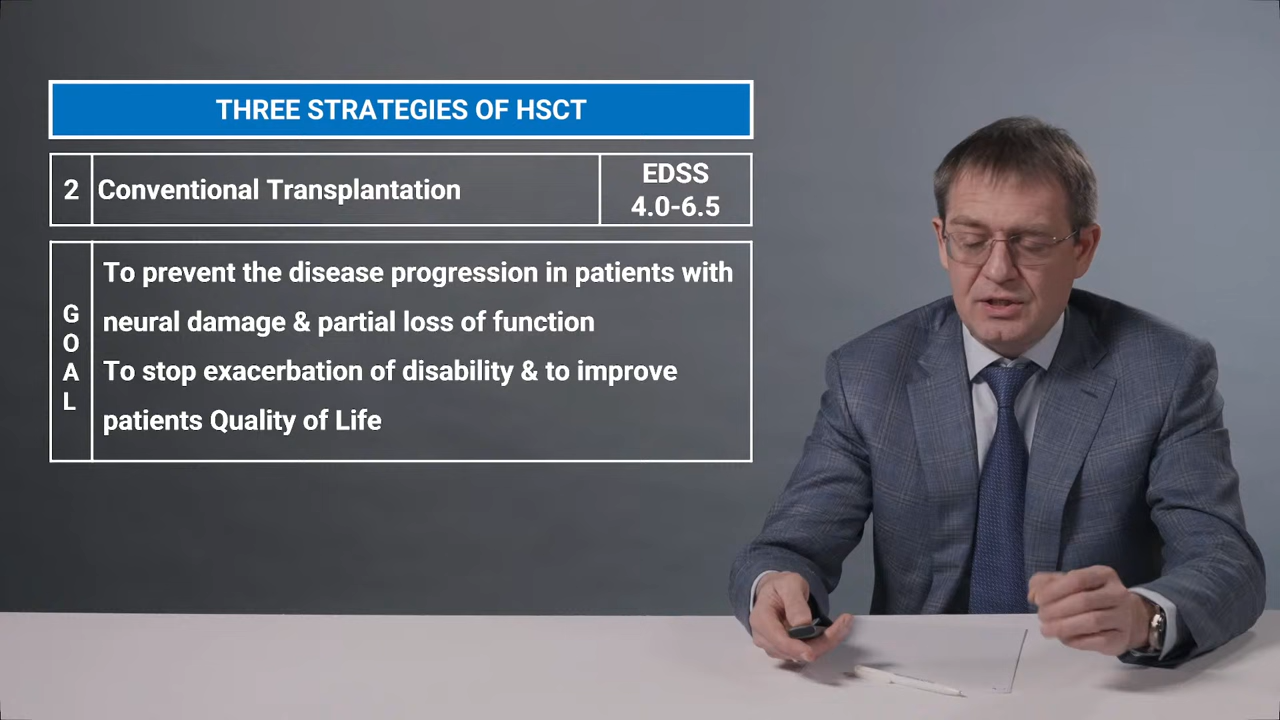 THREE STRATEGIES OF HSCT
2 Conventional Transplantation EDSS 4.0-6.5
GOAL
To prevent the disease progression in patients with
neural damage & partial loss of function
To stop exacerbation of disability & to improve
patients Quality of Life